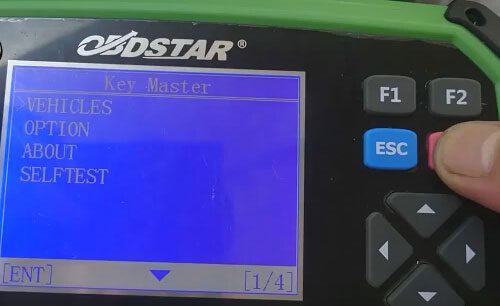 OBDSTAR®
Key Master
>VEHICLES
OPTION
ABOUT
SELFTEST
[ENT]
[1/4]
F1
F2
ESC